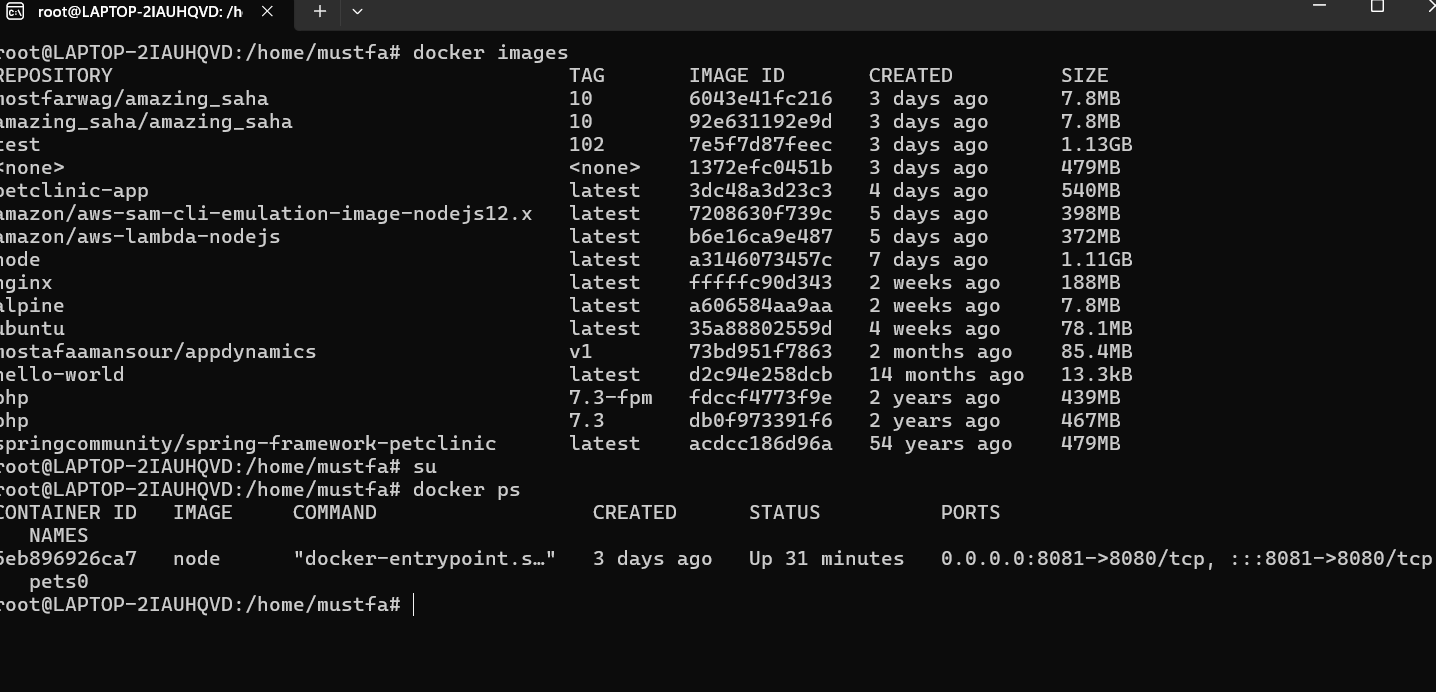 root@LAPTOP-2IAUHQVD: /h
root@LAPTOP-2IAUHQVD:/home/mustfa# docker images
REPOSITORY TAG IMAGE ID CREATED SIZE
mostfarwag/amazing_saha 10 6043e41fc216 3 days ago 7.8MB
amazing_saha/amazing_saha 10 92e631192e9d 3 days ago 7.8MB
test 102 7e5f7d87feec 3 days ago 1.13GB
<none> <none> 1372efc0451b 3 days ago 479MB
petclinic-app latest 3dc48a3d23c3 4 days ago 540MB
amazon/aws-sam-cli-emulation-image-nodejs12.x latest 7208630f739c 5 days ago 398MB
amazon/aws-lambda-nodejs latest b6e16ca9e487 5 days ago 372MB
node latest a3146073457c 7 days ago 1.11GB
nginx latest fffffc90d343 2 weeks ago 188MB
alpine latest a606584aa9aa 2 weeks ago 7.8MB
ubuntu latest 35a88802559d 4 weeks ago 78.1MB
mostafaamansour/appdynamics v1 73bd951f7863 2 months ago 85.4MB
hello-world latest d2c94e258dcb 14 months ago 13.3kB
php 7.3-fpm fdccf4773f9e 2 years ago 439MB
php 7.3 db0f973391f6 2 years ago 467MB
springcommunity/spring-framework-petclinic latest acdcc186d96a 54 years ago 479MB
root@LAPTOP-2IAUHQVD:/home/mustfa# su
root@LAPTOP-2IAUHQVD:/home/mustfa# docker ps
CONTAINER ID IMAGE COMMAND CREATED STATUS PORTS
NAMES
5eb896926ca7 node "docker-entrypoint.s…" 3 days ago Up 31 minutes 0.0.0.0:8081->8080/tcp, :::8081->8080/tcp
pets0
root@LAPTOP-2IAUHQVD:/home/mustfa#